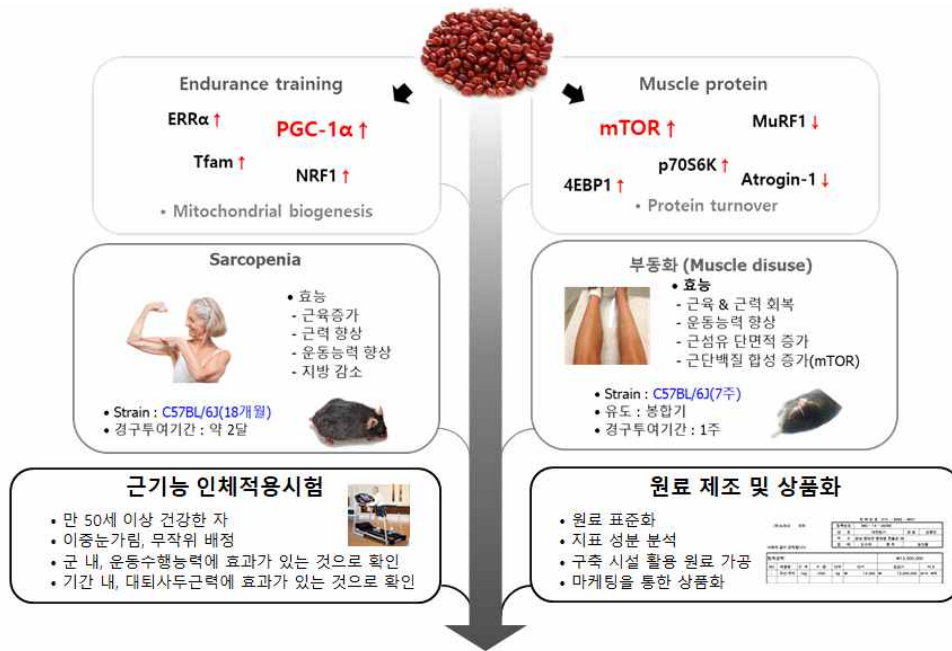 Endurance training
ERRα ↑
PGC-1α ↑
Tfam ↑
NRF1 ↑
• Mitochondrial biogenesis
Muscle protein
mTOR ↑
MuRF1 ↓
p70S6K ↑
4EBP1 ↑
Atrogin-1 ↓
• Protein turnover
Sarcopenia
• 효능
- 근육증가
- 근력 향상
- 운동능력 향상
- 지방 감소
• Strain : C57BL/6J(18개월)
• 경구투여기간 : 약 2달
부동화 (Muscle disuse)
• 효능
- 근육 & 근력 회복
- 운동능력 향상
- 근섬유 단면적 증가
- 근단백질 합성 증가(mTOR)
• Strain : C57BL/6J(7주)
• 유도 : 봉합기
• 경구투여기간 : 1주
근기능 인체적용시험
• 만 50세 이상 건강한 자
• 이중눈가림, 무작위 배정
• 군 내, 운동수행능력에 효과가 있는 것으로 확인
• 기간 내, 대퇴사두근력에 효과가 있는 것으로 확인
원료 제조 및 상품화
• 원료 표준화
• 지표 성분 분석
• 구축 시설 활용 원료 가공
• 마케팅을 통한 상품화